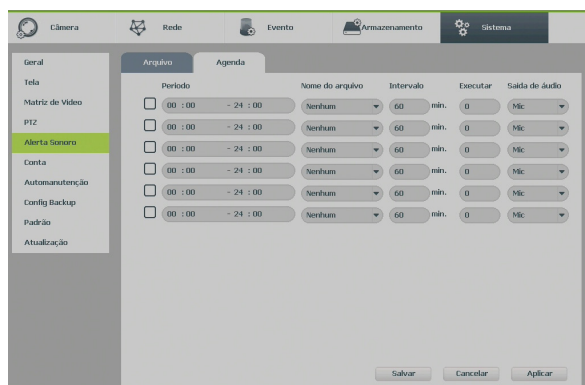 Câmera Rede Evento Armazenamento Sistema
Geral
Tela
Matriz de Vídeo
PTZ
Alerta Sonoro
Conta
Automanutenção
Config Backup
Padrão
Atualização
Arquivo Agenda
Período Nome do arquivo Intervalo Executar Saída de áudio
00 : 00 - 24 : 00 Nenhum 60 min. 0 Mic
00 : 00 - 24 : 00 Nenhum 60 min. 0 Mic
00 : 00 - 24 : 00 Nenhum 60 min. 0 Mic
00 : 00 - 24 : 00 Nenhum 60 min. 0 Mic
00 : 00 - 24 : 00 Nenhum 60 min. 0 Mic
00 : 00 - 24 : 00 Nenhum 60 min. 0 Mic
Salvar Cancelar Aplicar